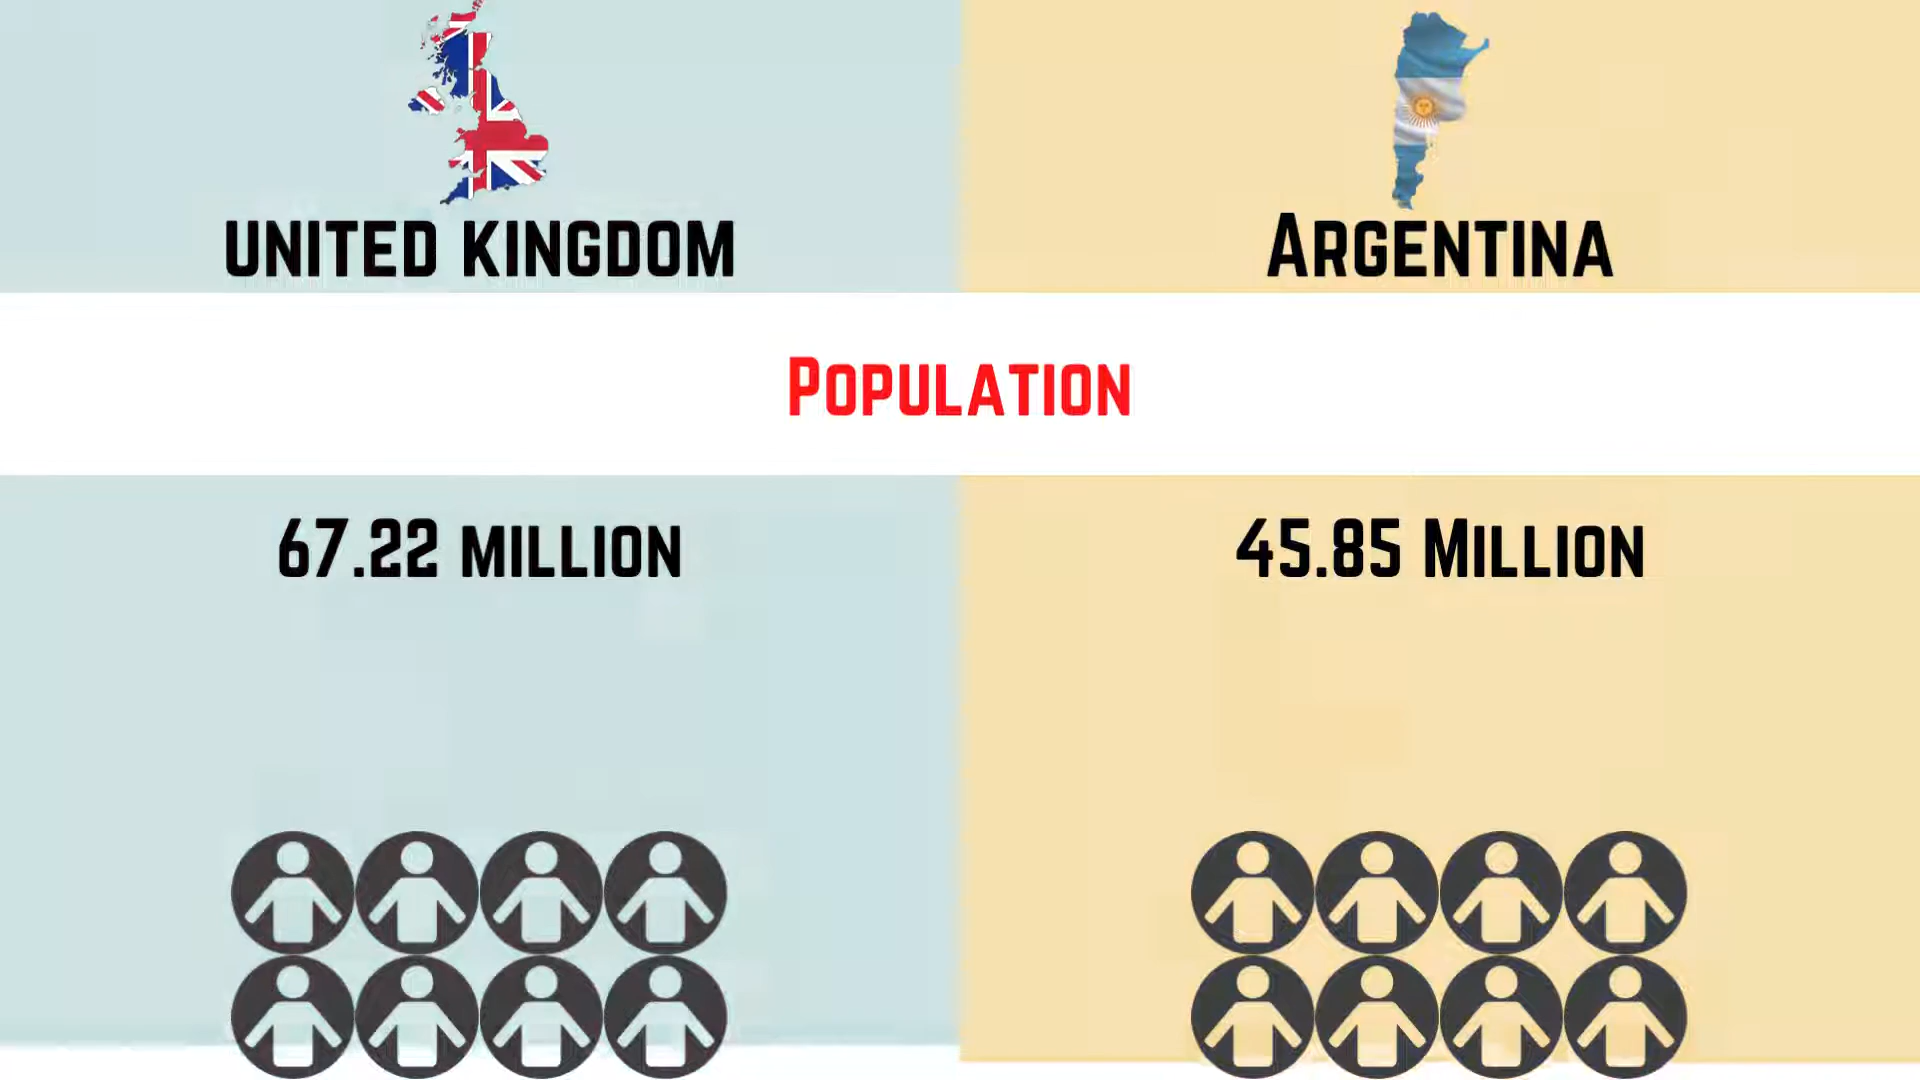 UNITED KINGDOM
ARGENTINA
POPULATION
67.22 MILLION
45.85 MILLION